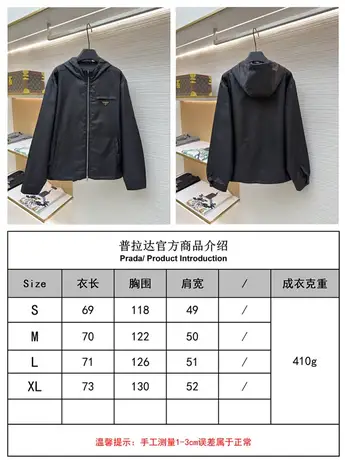 普拉达官方商品介绍
Prada/ Product Introduction
Size 衣长 胸围 肩宽 / 成衣克重
S 69 118 49 / 410g
M 70 122 50 /
L 71 126 51 /
XL 73 130 52 /
/
温馨提示：手工测量1-3cm误差属于正常